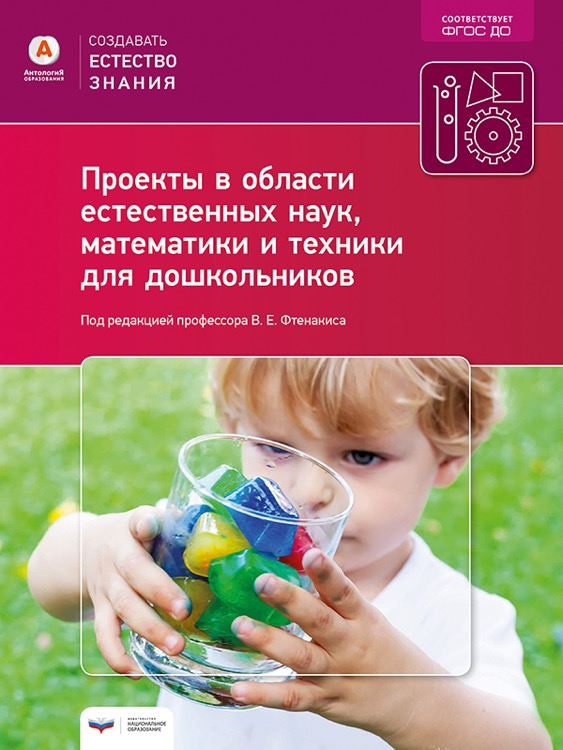 АнтологиЯ
ОБРАЗОВАНИЯ
СОЗДАВАТЬ
ЕСТЕСТВО
ЗНАНИЯ
СООТВЕТСТВУЕТ
ФГОС ДО
Проекты в области
естественных наук,
математики и техники
для дошкольников
Под редакцией профессора В. Е. Фтенакиса
ИЗДАТЕЛЬСТВО
НАЦИОНАЛЬНОЕ
ОБРАЗОВАНИЕ